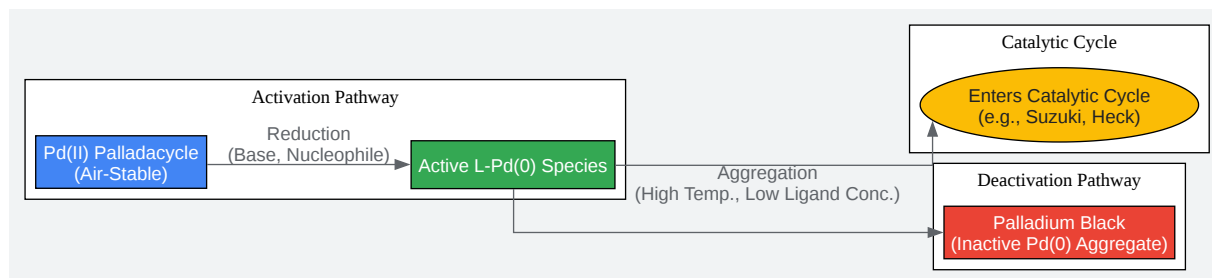 Activation Pathway
Pd(II) Palladacycle
(Air-Stable)
Reduction
(Base, Nucleophile)
Active L-Pd(0) Species
Aggregation
(High Temp., Low Ligand Conc.)
Catalytic Cycle
Enters Catalytic Cycle
(e.g., Suzuki, Heck)
Deactivation Pathway
Palladium Black
(Inactive Pd(0) Aggregate)